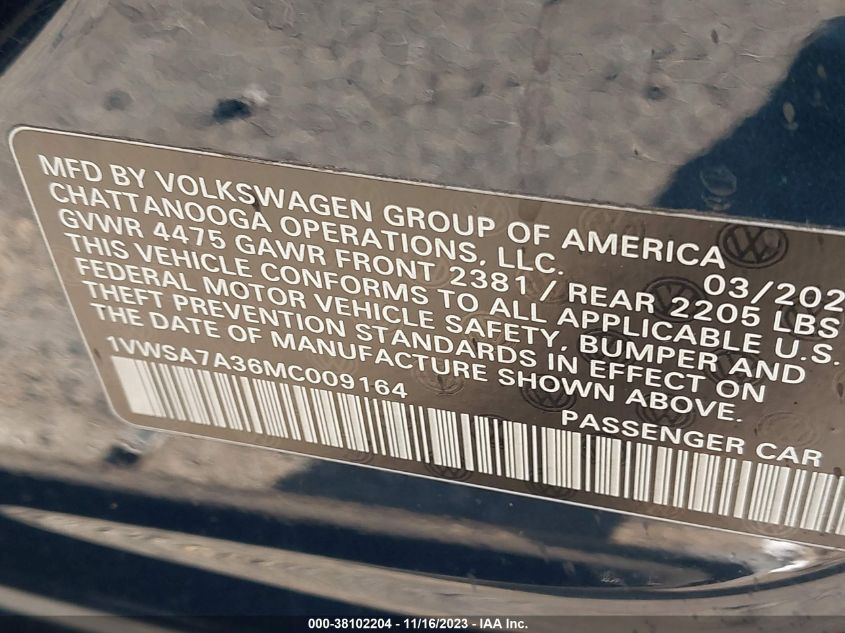 MFD BY VOLKSWAGEN GROUP OF AMERICA
CHATTANOOGA OPERATIONS, LLC. 03/202
GVWR 4475 GAWR FRONT 2381 / REAR 2205 LBS
THIS VEHICLE CONFORMS TO ALL APPLICABLE U.S.
FEDERAL MOTOR VEHICLE SAFETY, BUMPER AND
THEFT PREVENTION STANDARDS IN EFFECT ON
THE DATE OF MANUFACTURE SHOWN ABOVE.
1VWSA7A36MC009164 PASSENGER CAR
000-38102204 - 11/16/2023 - IAA Inc.